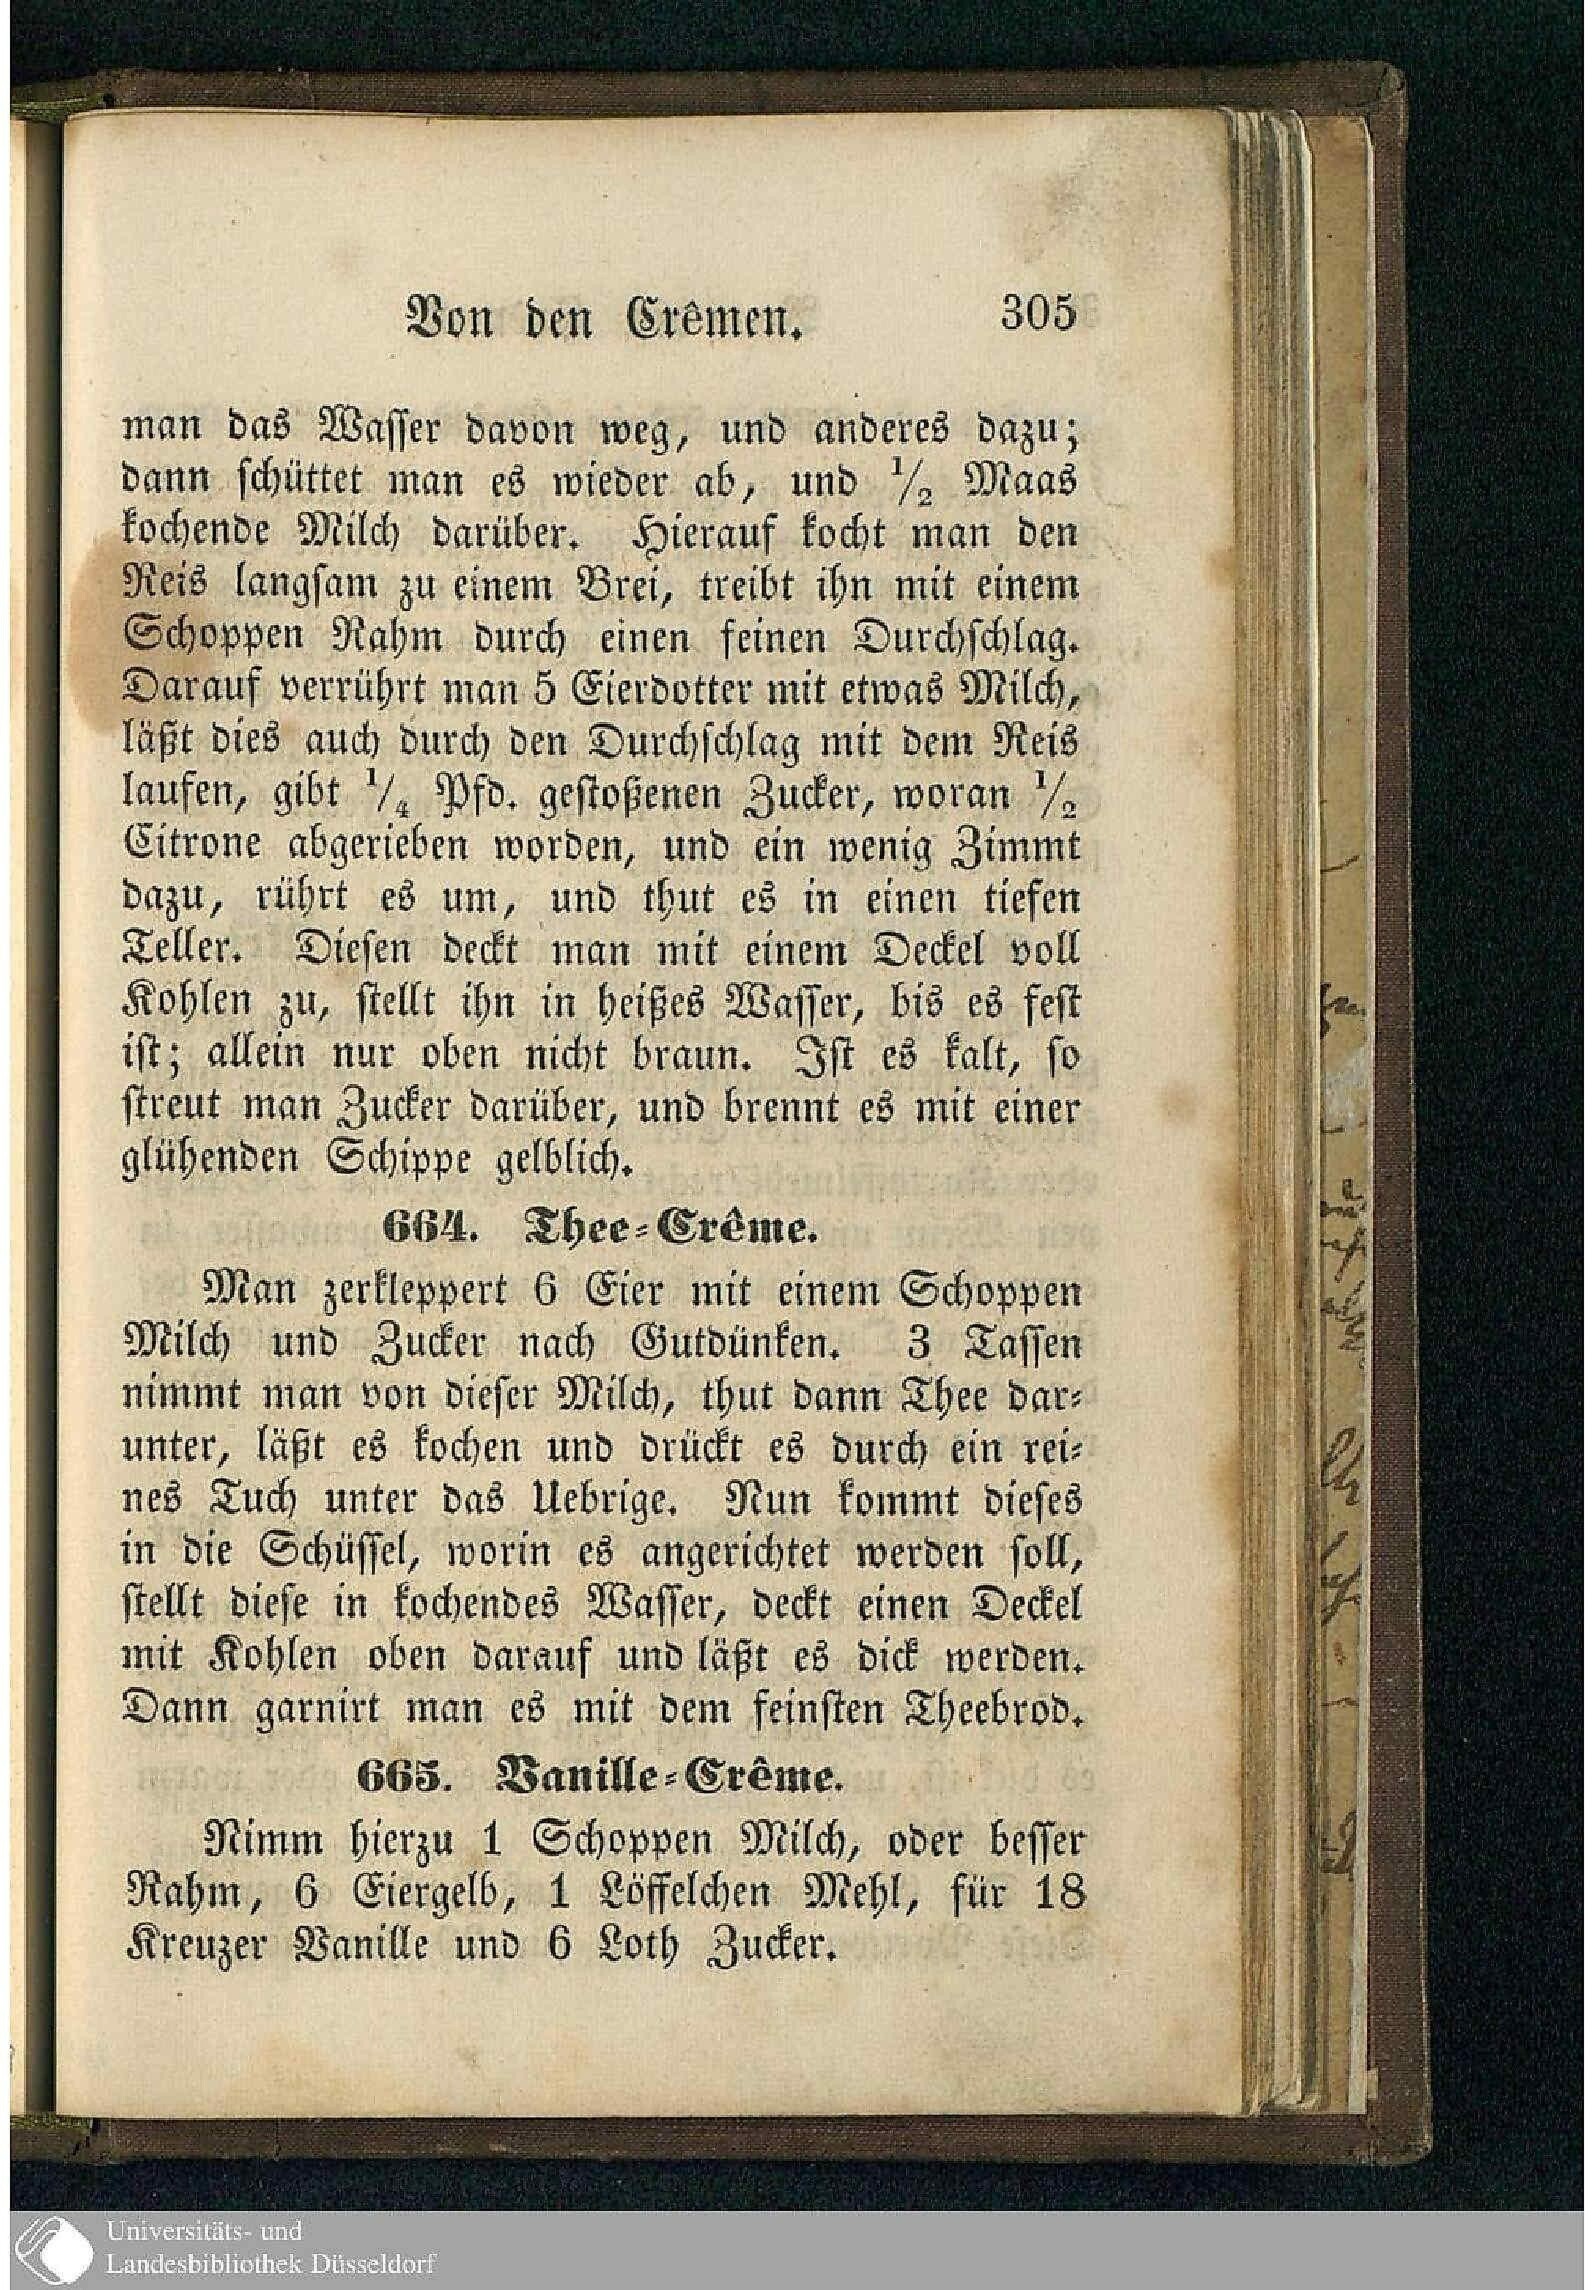 Von den Crêmen. 305
man das Wasser davon weg, und anderes dazu;
dann schüttet man es wieder ab, und 1/2 Maas
kochende Milch darüber. Hierauf kocht man den
Reis langsam zu einem Brei, treibt ihn mit einem
Schoppen Rahm durch einen feinen Durchschlag.
Darauf verrührt man 5 Eierdotter mit etwas Milch,
läßt dies auch durch den Durchschlag mit dem Reis
laufen, gibt 1/4 Pfd. gestoßenen Zucker, woran 1/2
Citrone abgerieben worden, und ein wenig Zimmt
dazu, rührt es um, und thut es in einen tiefen
Teller. Diesen deckt man mit einem Deckel voll
Kohlen zu, stellt ihn in heißes Wasser, bis es fest
ist; allein nur oben nicht braun. Ist es kalt, so
streut man Zucker darüber, und brennt es mit einer
glühenden Schippe gelblich.
664. Thee-Crême.
Man zerkleppert 6 Eier mit einem Schoppen
Milch und Zucker nach Gutdünken. 3 Tassen
nimmt man von dieser Milch, thut dann Thee dar-
unter, läßt es kochen und drückt es durch ein rei-
nes Tuch unter das Uebrige. Nun kommt dieses
in die Schüssel, worin es angerichtet werden soll,
stellt diese in kochendes Wasser, deckt einen Deckel
mit Kohlen oben darauf und läßt es dick werden.
Dann garnirt man es mit dem feinsten Theebrod.
665. Vanille-Crême.
Nimm hierzu 1 Schoppen Milch, oder besser
Rahm, 6 Eiergelb, 1 Löffelchen Mehl, für 18
Kreuzer Vanille und 6 Loth Zucker.
Universitäts- und
Landesbibliothek Düsseldorf